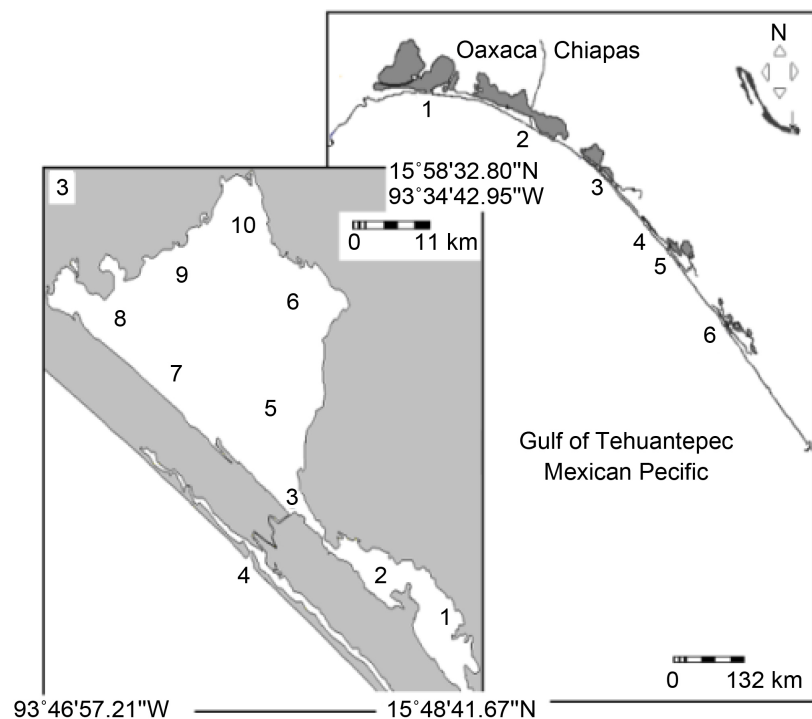 N
Oaxaca Chiapas
1
2
15°58'32.80"N
93°34'42.95"W
3
3
10
0 11 km
4
9
5
6
8
6
7
5
Gulf of Tehuantepec
Mexican Pecific
3
4
2
1
0 132 km
93°46'57.21"W
15°48'41.67"N